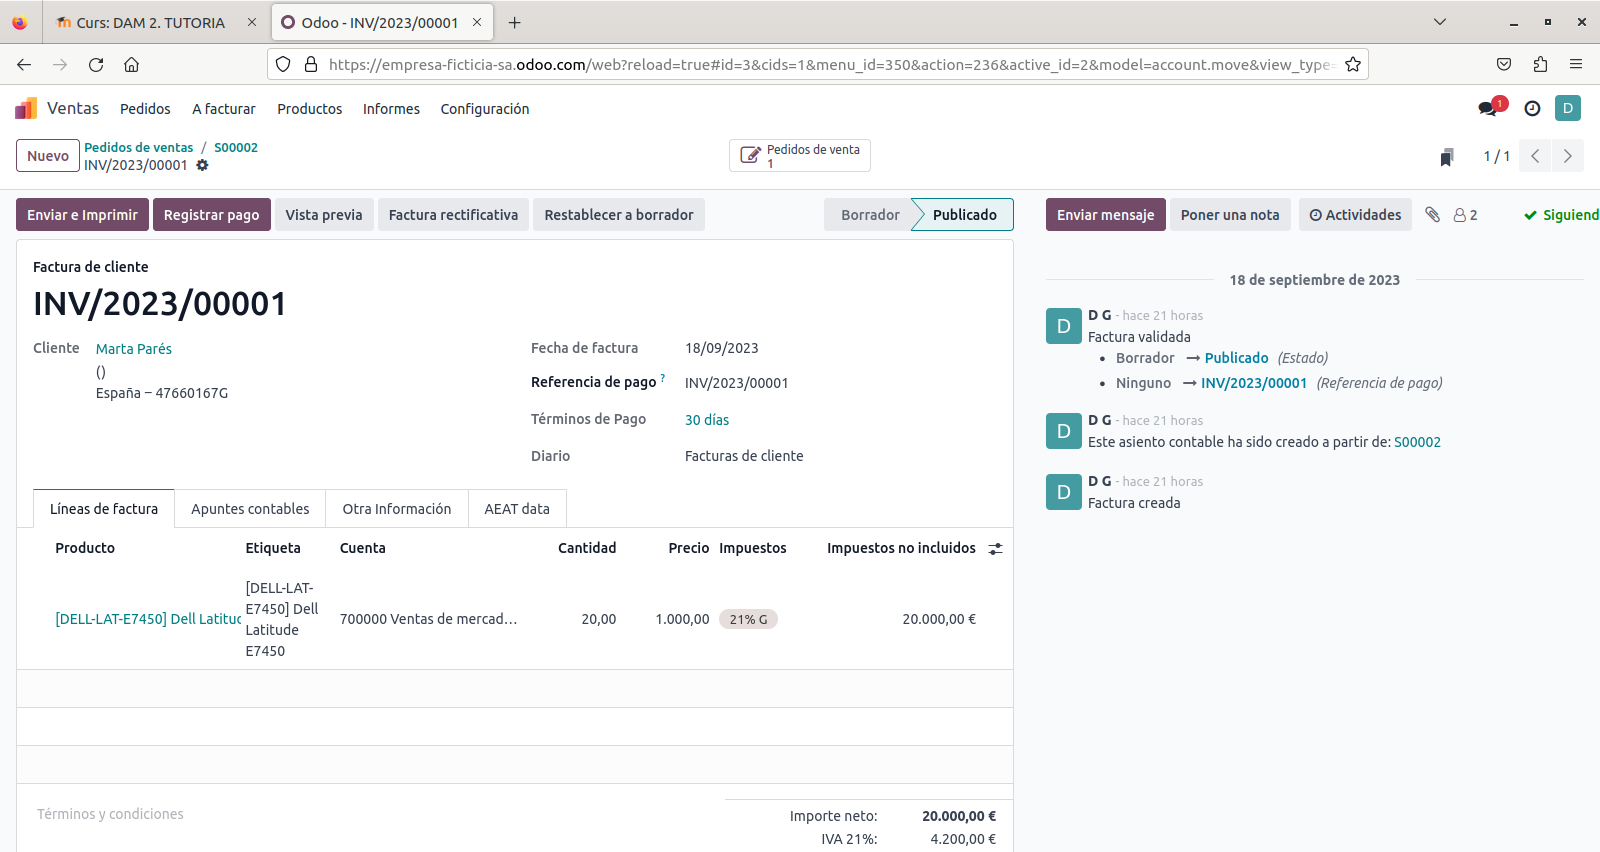 Curs: DAM 2. TUTORIA
Odoo - INV/2023/00001
https://empresa-ficticia-sa.odoo.com/web?reload=true#id=3&cids=1&menu_id=350&action=236&active_id=2&model=account.move&view_type=
Ventas Pedidos A facturar Productos Informes Configuración
1
D
Nuevo
Pedidos de ventas / S00002
INV/2023/00001
Pedidos de venta
1
1 / 1
Enviar e Imprimir Registrar pago Vista previa Factura rectificativa Restablecer a borrador
Borrador Publicado
Enviar mensaje Poner una nota Actividades 2 Siguiend
Factura de cliente
INV/2023/00001
Cliente Marta Parés
()
España – 47660167G
Fecha de factura 18/09/2023
Referencia de pago ? INV/2023/00001
Términos de Pago 30 días
Diario Facturas de cliente
Líneas de factura Apuntes contables Otra Información AEAT data
Producto Etiqueta Cuenta Cantidad Precio Impuestos Impuestos no incluidos
[DELL-LAT-E7450] Dell Latitud
[DELL-LAT-
E7450] Dell
Latitude
E7450
700000 Ventas de mercad... 20,00 1.000,00 21% G 20.000,00 €
Términos y condiciones
Importe neto: 20.000,00 €
IVA 21%: 4.200,00 €
18 de septiembre de 2023
D
D G - hace 21 horas
Factura validada
• Borrador → Publicado (Estado)
• Ninguno → INV/2023/00001 (Referencia de pago)
D
D G - hace 21 horas
Este asiento contable ha sido creado a partir de: S00002
D
D G - hace 21 horas
Factura creada